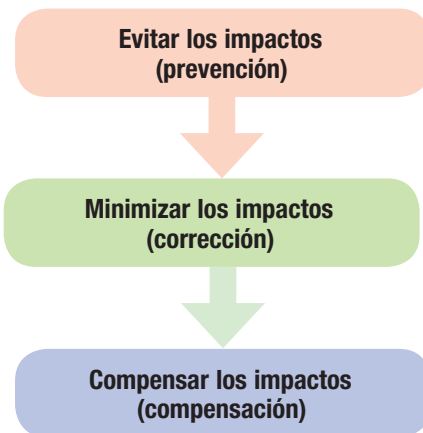 Evitar los impactos
(prevención)
Minimizar los impactos
(corrección)
Compensar los impactos
(compensación)